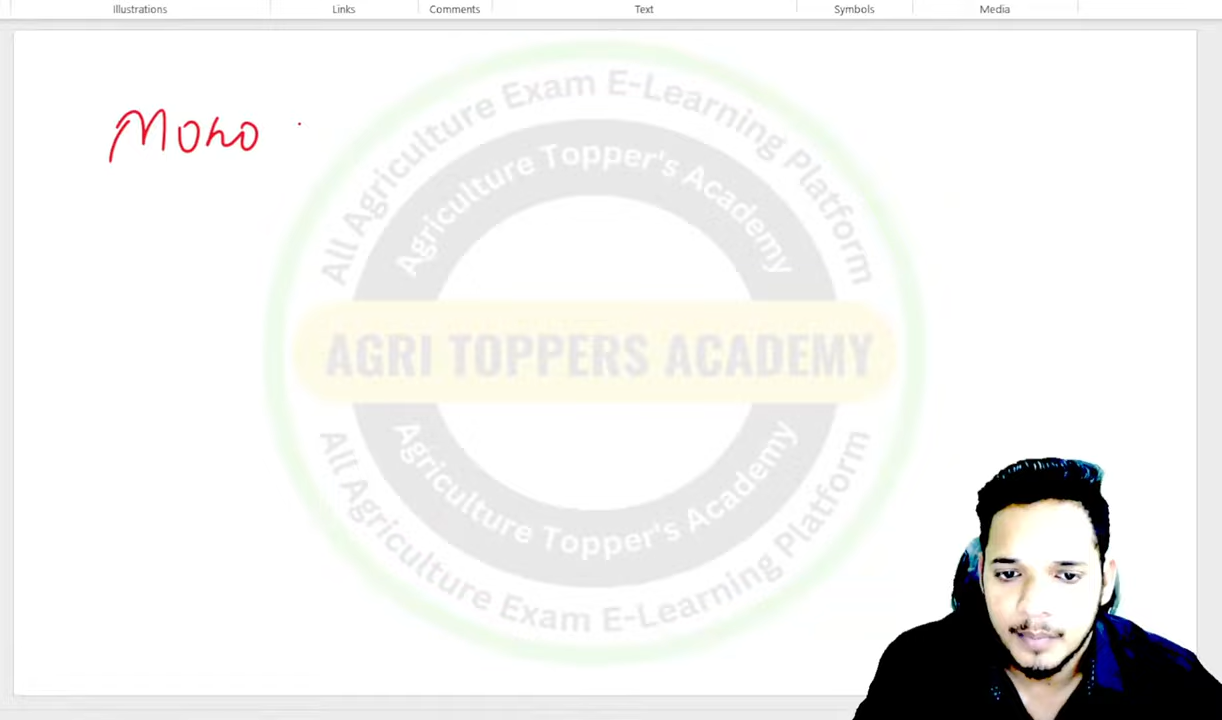 Illustrations Links Comments Text Symbols Media
Mono
All Agriculture Exam E-Learning Platform
Agriculture Topper's Academy
AGRI TOPPERS ACADEMY
Agriculture Topper's Academy
All Agriculture Exam E-Learning Platform